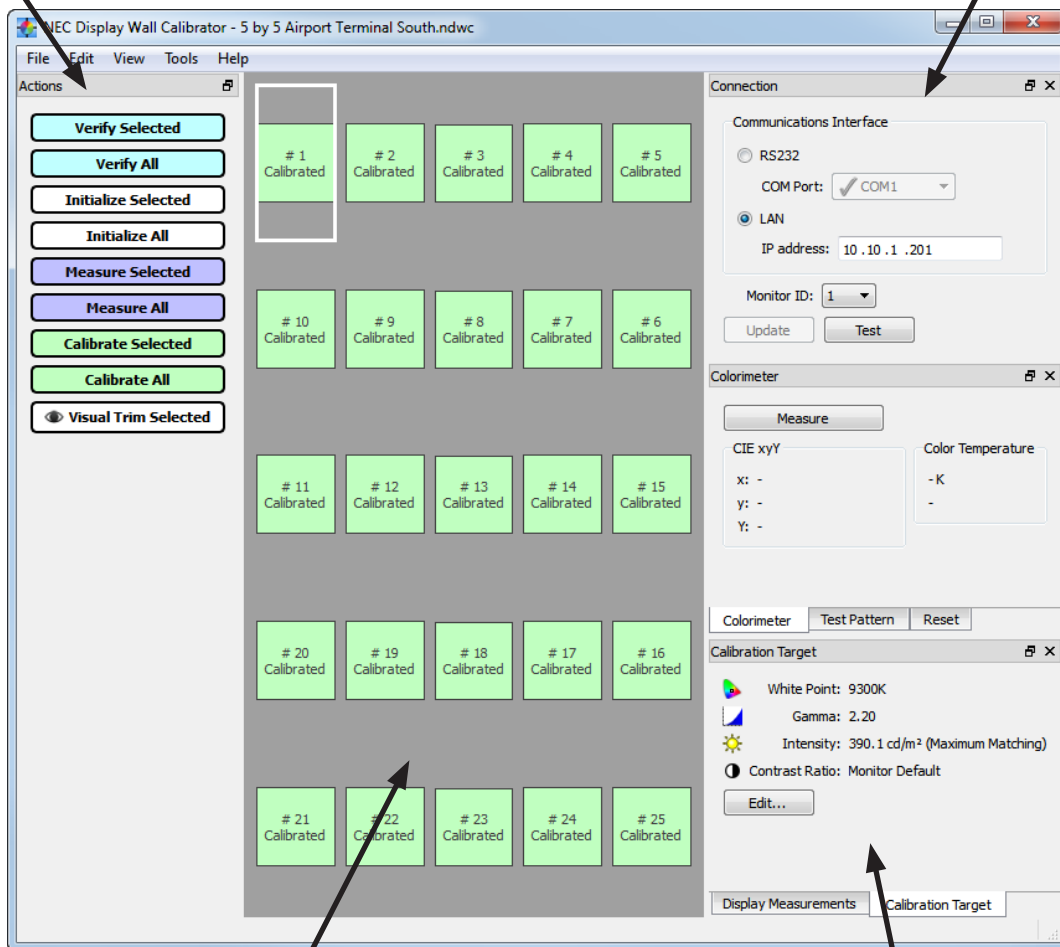 NEC Display Wall Calibrator - 5 by 5 Airport Terminal South.ndwc
File Edit View Tools Help
Actions
Verify Selected
Verify All
Initialize Selected
Initialize All
Measure Selected
Measure All
Calibrate Selected
Calibrate All
Visual Trim Selected
# 1 # 2 # 3 # 4 # 5
Calibrated Calibrated Calibrated Calibrated Calibrated
# 10 # 9 # 8 # 7 # 6
Calibrated Calibrated Calibrated Calibrated Calibrated
# 11 # 12 # 13 # 14 # 15
Calibrated Calibrated Calibrated Calibrated Calibrated
# 20 # 19 # 18 # 17 # 16
Calibrated Calibrated Calibrated Calibrated Calibrated
# 21 # 22 # 23 # 24 # 25
Calibrated Calibrated Calibrated Calibrated Calibrated
Connection
Communications Interface
RS232
COM Port: COM1
LAN
IP address: 10 .10 .1 .201
Monitor ID: 1
Update Test
Colorimeter
Measure
CIE xyY Color Temperature
x: - - K
y: - -
Y: -
Colorimeter Test Pattern Reset
Calibration Target
White Point: 9300K
Gamma: 2.20
Intensity: 390.1 cd/m² (Maximum Matching)
Contrast Ratio: Monitor Default
Edit...
Display Measurements Calibration Target